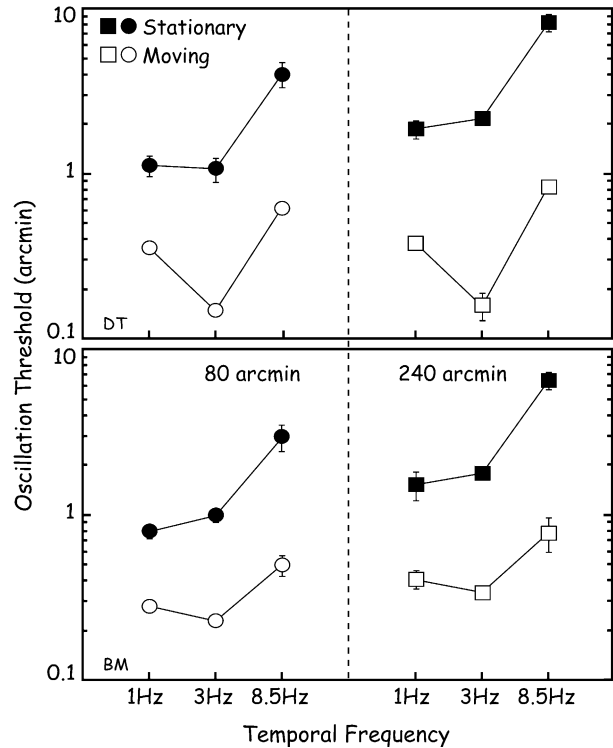 10
Stationary
Moving
1
0.1
DT
Oscillation Threshold (arcmin)
10
80 arcmin
240 arcmin
1
0.1
BM
1Hz 3Hz 8.5Hz 1Hz 3Hz 8.5Hz
Temporal Frequency